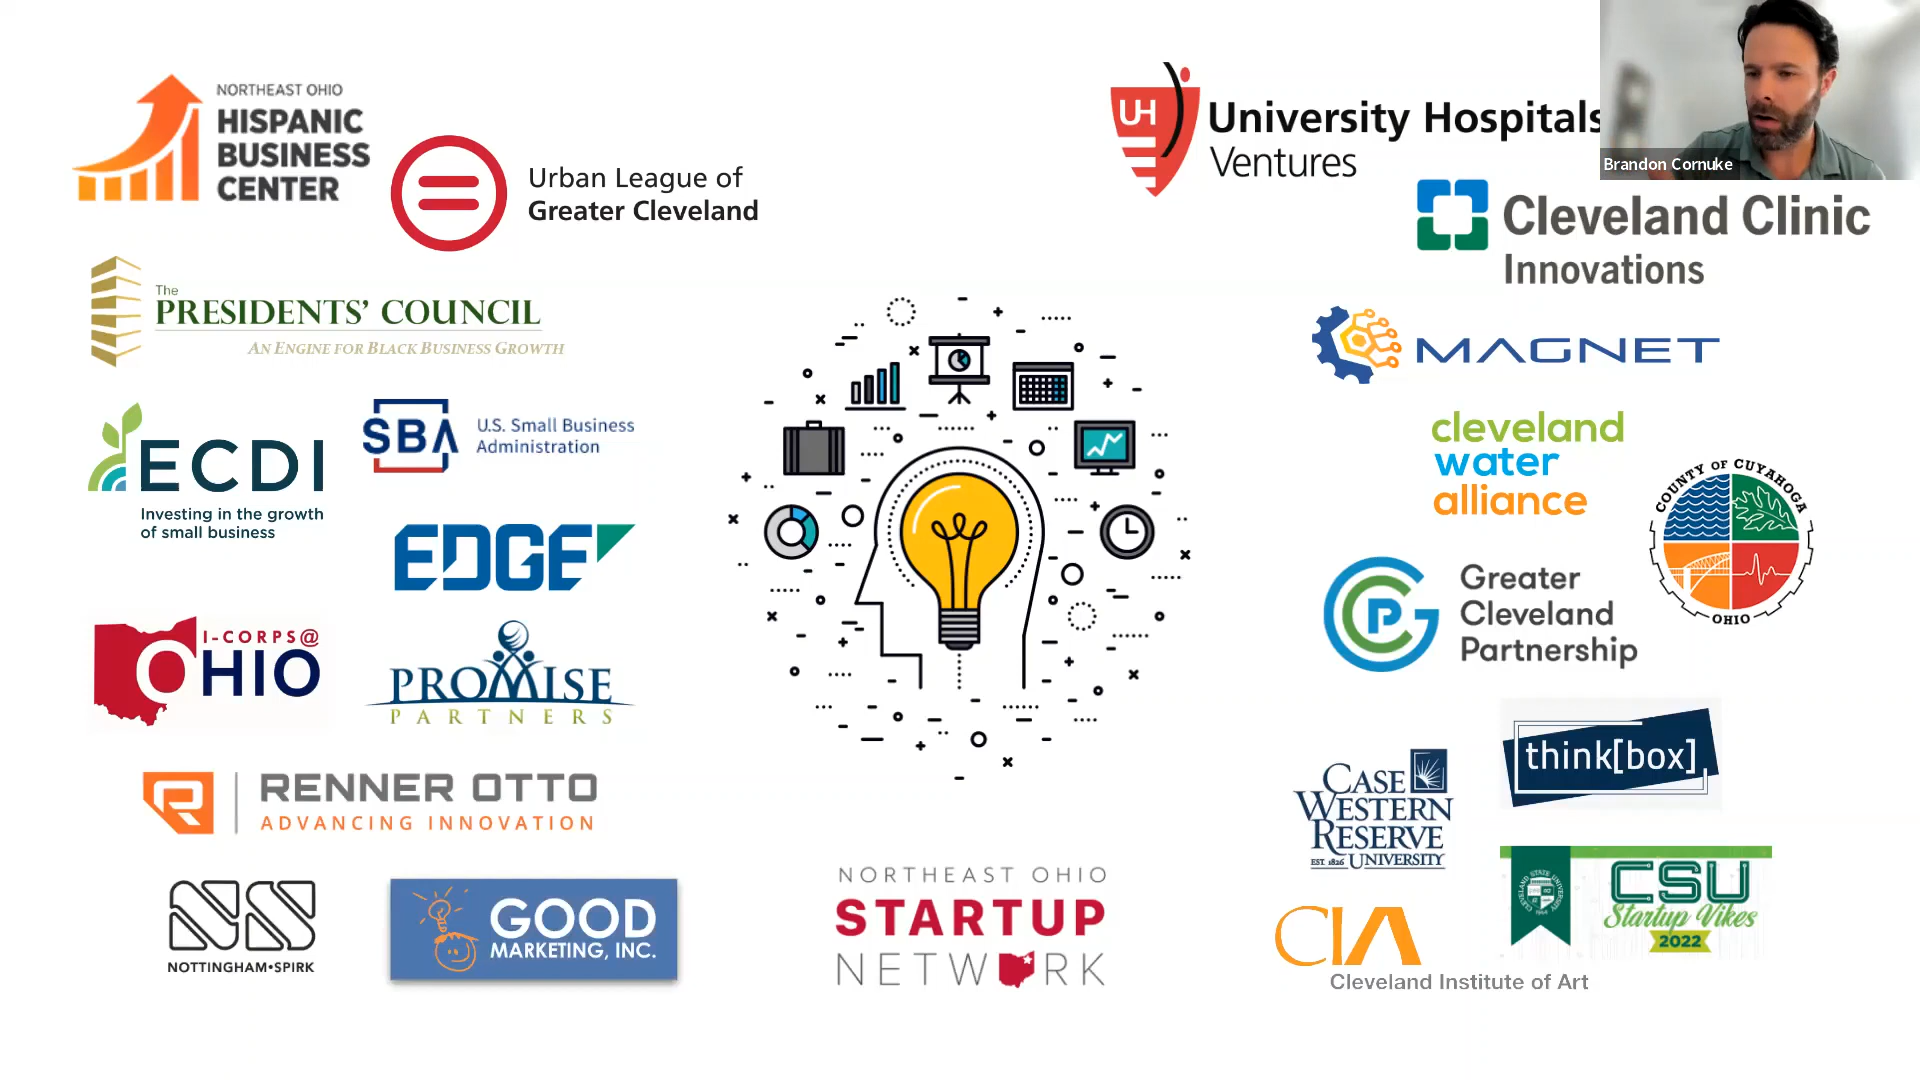 NORTHEAST OHIO
HISPANIC
BUSINESS
CENTER
Urban League of
Greater Cleveland
UH
University Hospitals
Ventures
Brandon Cornuke
Cleveland Clinic
Innovations
The
PRESIDENTS' COUNCIL
AN ENGINE FOR BLACK BUSINESS GROWTH
MAGNET
ECDI
Investing in the growth
of small business
SBA
U.S. Small Business
Administration
cleveland
water
alliance
COUNTY OF CUYAHOGA
OHIO
EDGE
GCP
Greater
Cleveland
Partnership
I-CORPS@
OHIO
PROMISE
PARTNERS
think[box]
RENNER OTTO
ADVANCING INNOVATION
CASE
WESTERN
RESERVE
EST. 1826 UNIVERSITY
NOTTINGHAM•SPIRK
GOOD
MARKETING, INC.
NORTHEAST OHIO
STARTUP
NETWORK
CIA
Cleveland Institute of Art
CLEVELAND STATE UNIVERSITY
CSU
Startup Vikes
2022